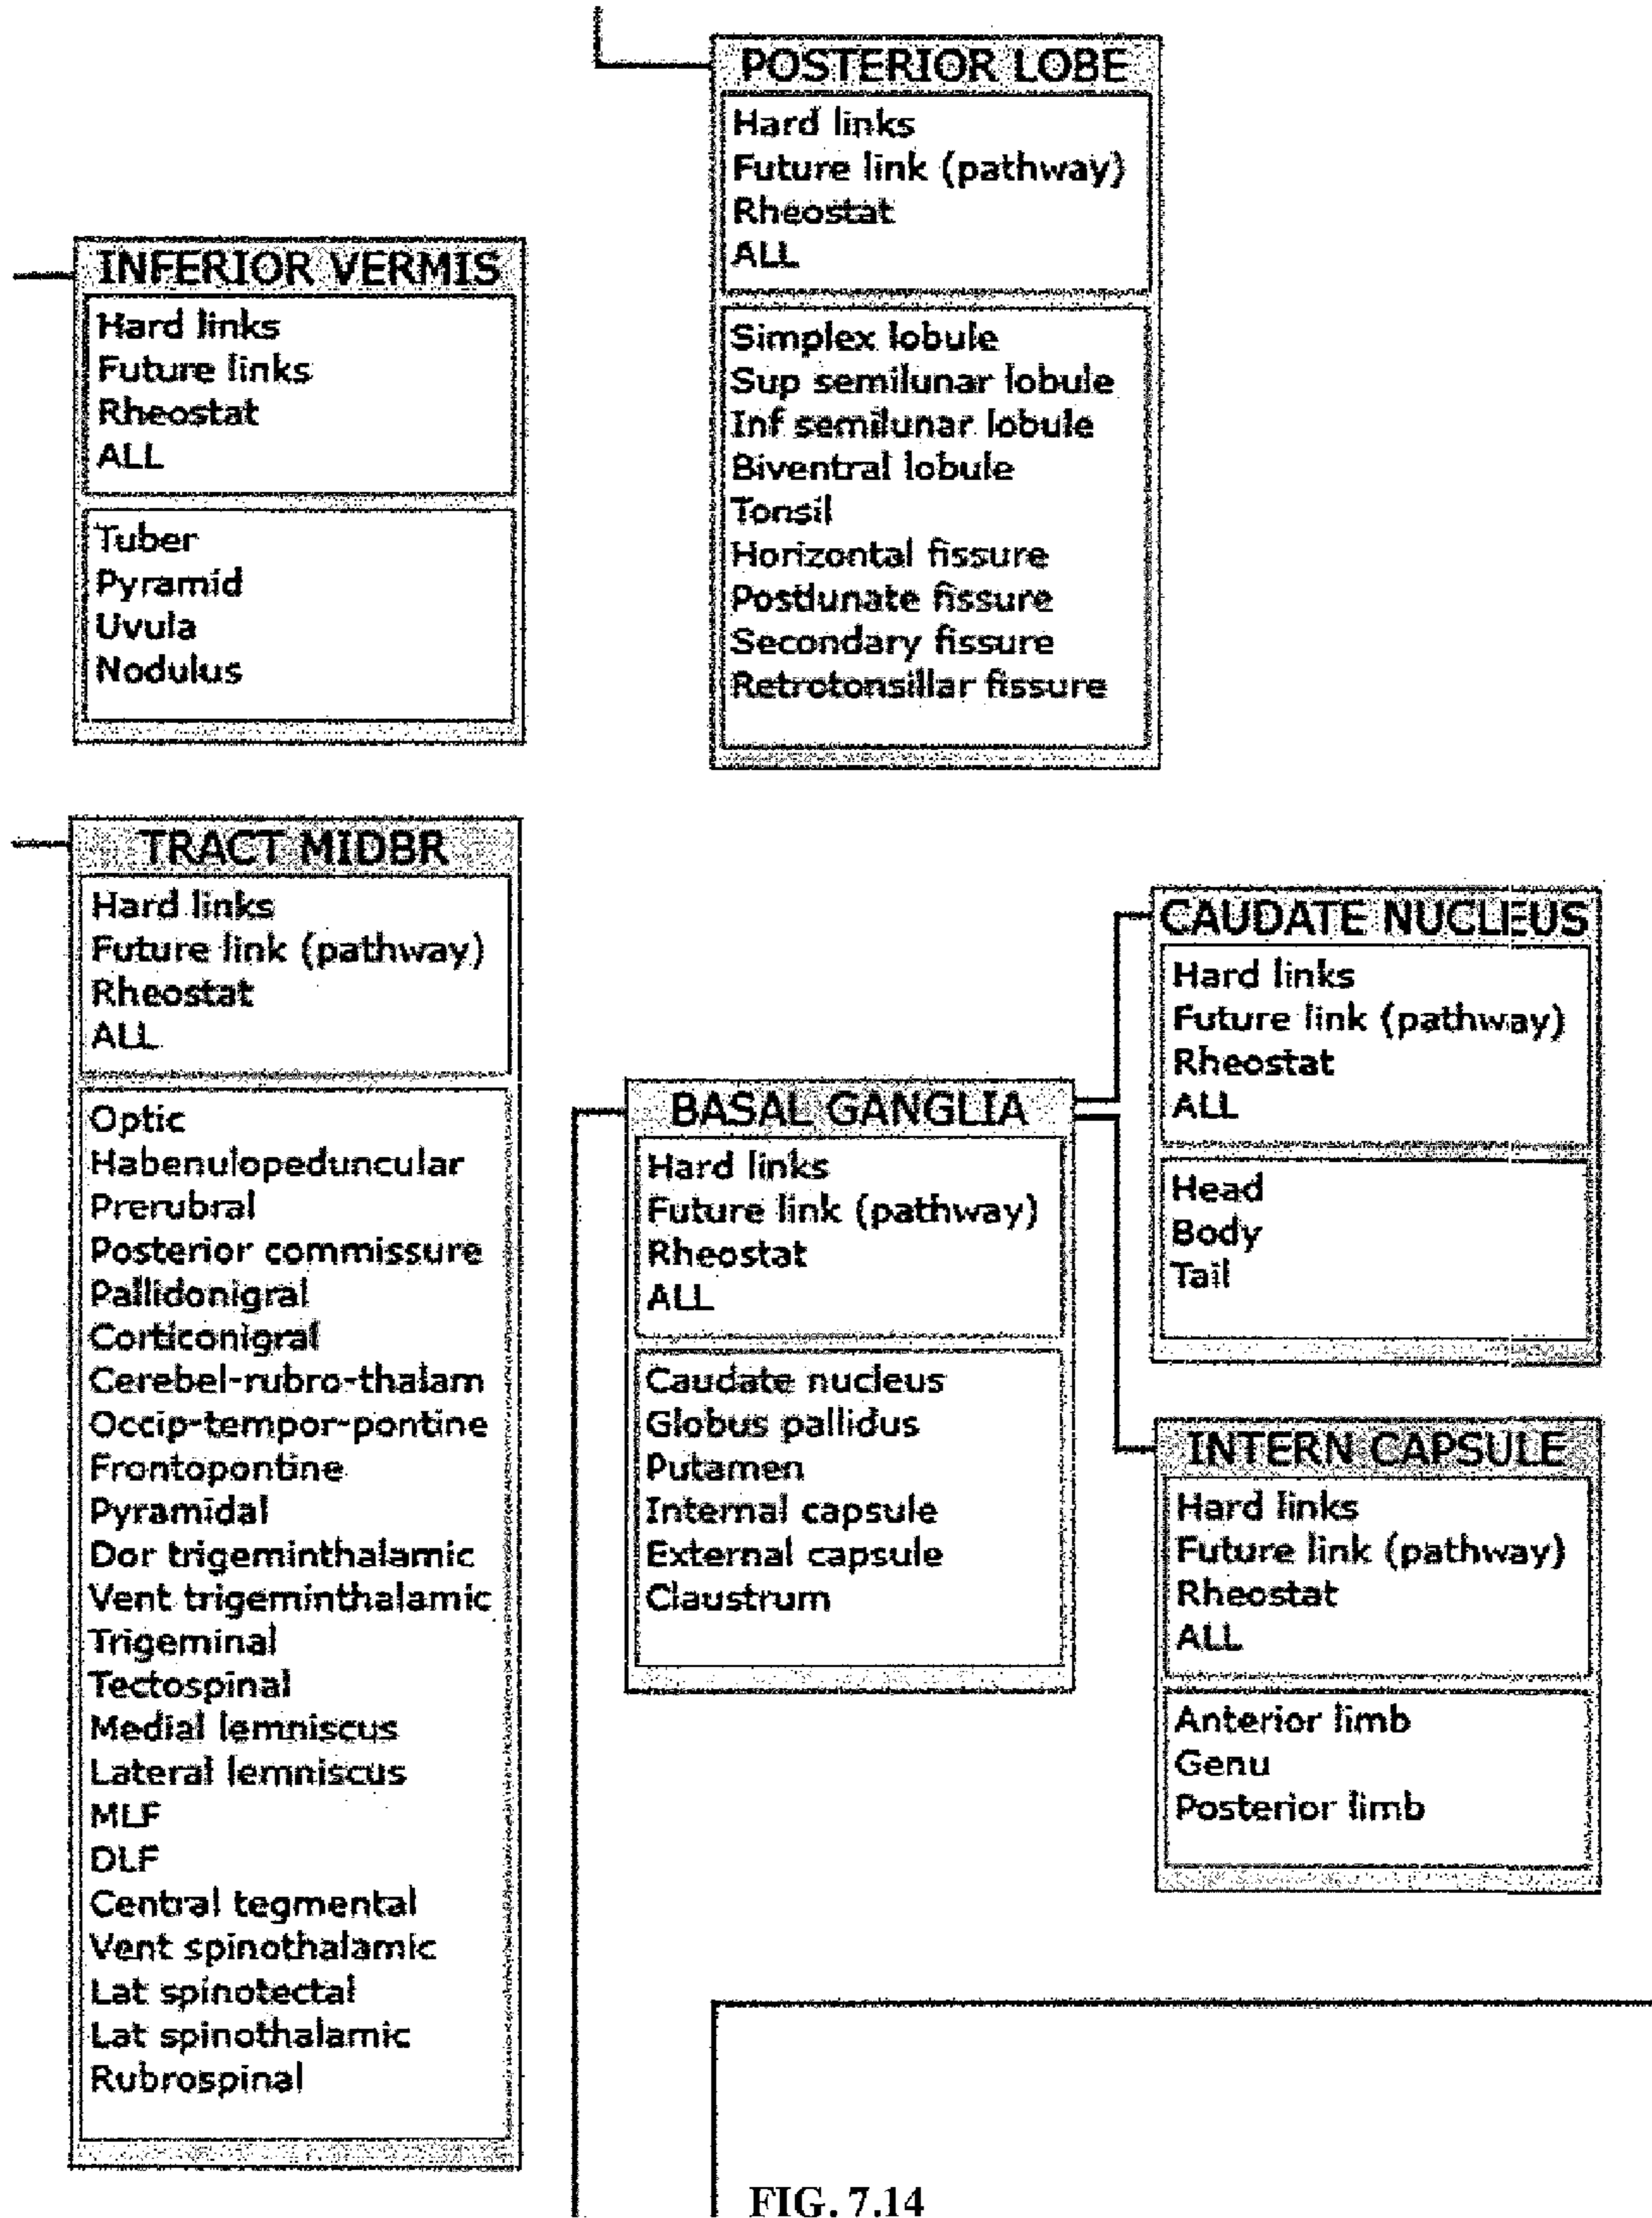 POSTERIOR LOBE
Hard links
Future link (pathway)
Rheostat
ALL
Simplex lobule
Sup semilunar lobule
Inf semilunar lobule
Biventral lobule
Tonsil
Horizontal fissure
Postlunate fissure
Secondary fissure
Retrotonsillar fissure
INFERIOR VERMIS
Hard links
Future links
Rheostat
ALL
Tuber
Pyramid
Uvula
Nodulus
TRACT MIDBR
Hard links
Future link (pathway)
Rheostat
ALL
Optic
Habenulopeduncular
Prerubral
Posterior commissure
Pallidonigral
Corticonigral
Cerebel-rubro-thalam
Occip-tempor-pontine
Frontopontine
Pyramidal
Dor trigeminthalamic
Vent trigeminthalamic
Trigeminal
Tectospinal
Medial lemniscus
Lateral lemniscus
MLF
DLF
Central tegmental
Vent spinothalamic
Lat spinotectal
Lat spinothalamic
Rubrospinal
BASAL GANGLIA
Hard links
Future link (pathway)
Rheostat
ALL
Caudate nucleus
Globus pallidus
Putamen
Internal capsule
External capsule
Claustrum
CAUDATE NUCLEUS
Hard links
Future link (pathway)
Rheostat
ALL
Head
Body
Tail
INTERN CAPSULE
Hard links
Future link (pathway)
Rheostat
ALL
Anterior limb
Genu
Posterior limb
FIG. 7.14